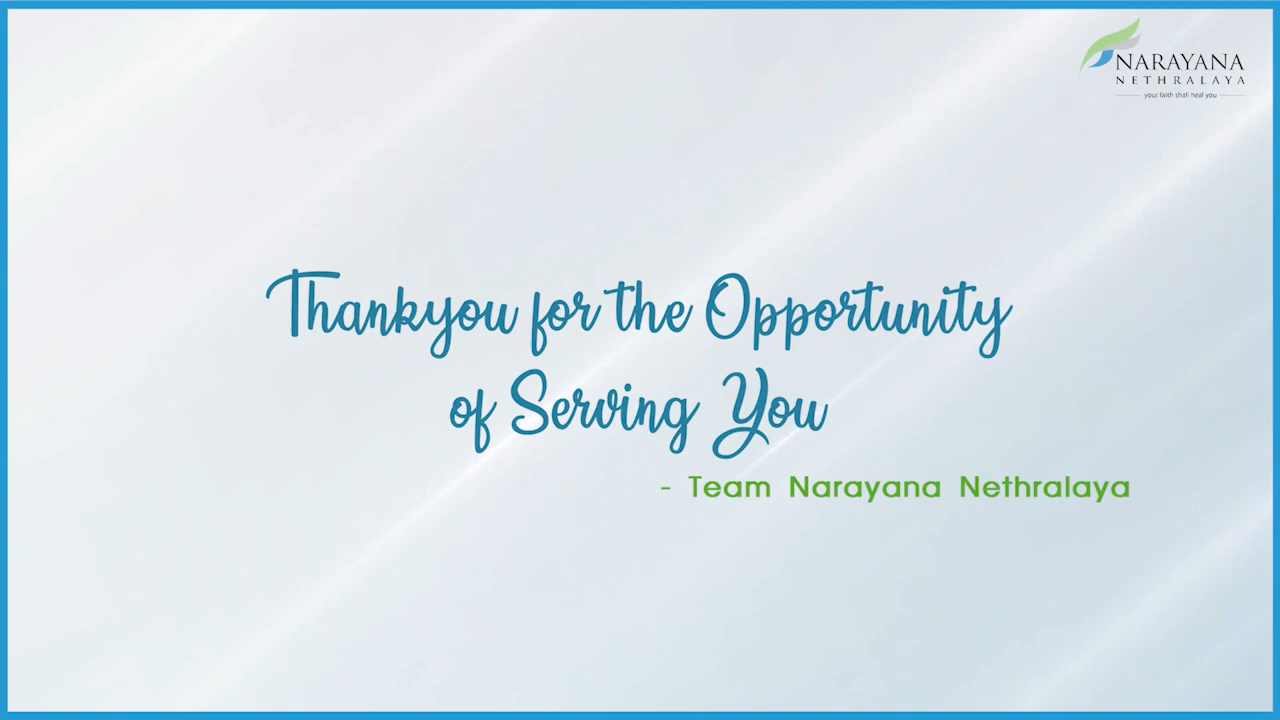 NARAYANA
NETHRALAYA
your faith shall heal you
Thankyou for the Opportunity
of Serving You
- Team Narayana Nethralaya